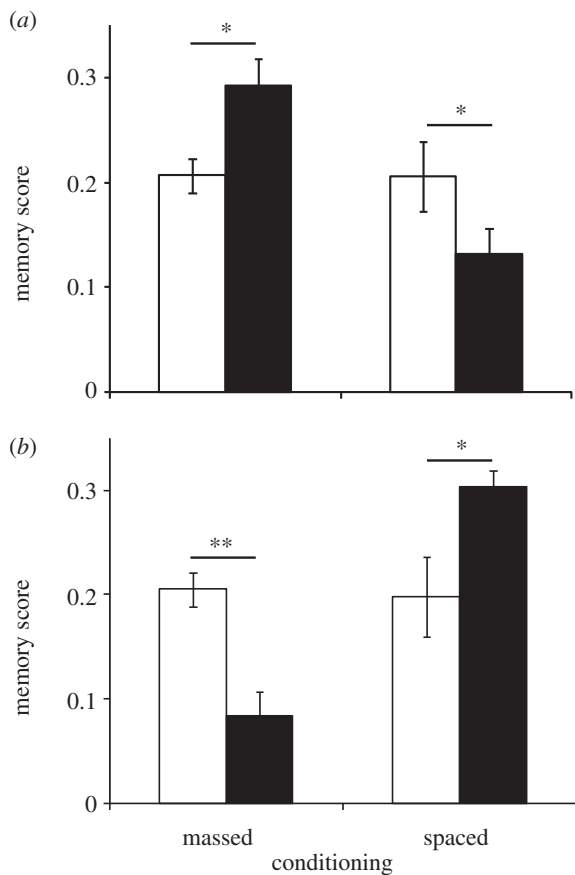 (a)
*
*
0.3
0.2
0.1
0
memory score
(b)
*
**
0.3
0.2
0.1
0
memory score
massed
spaced
conditioning